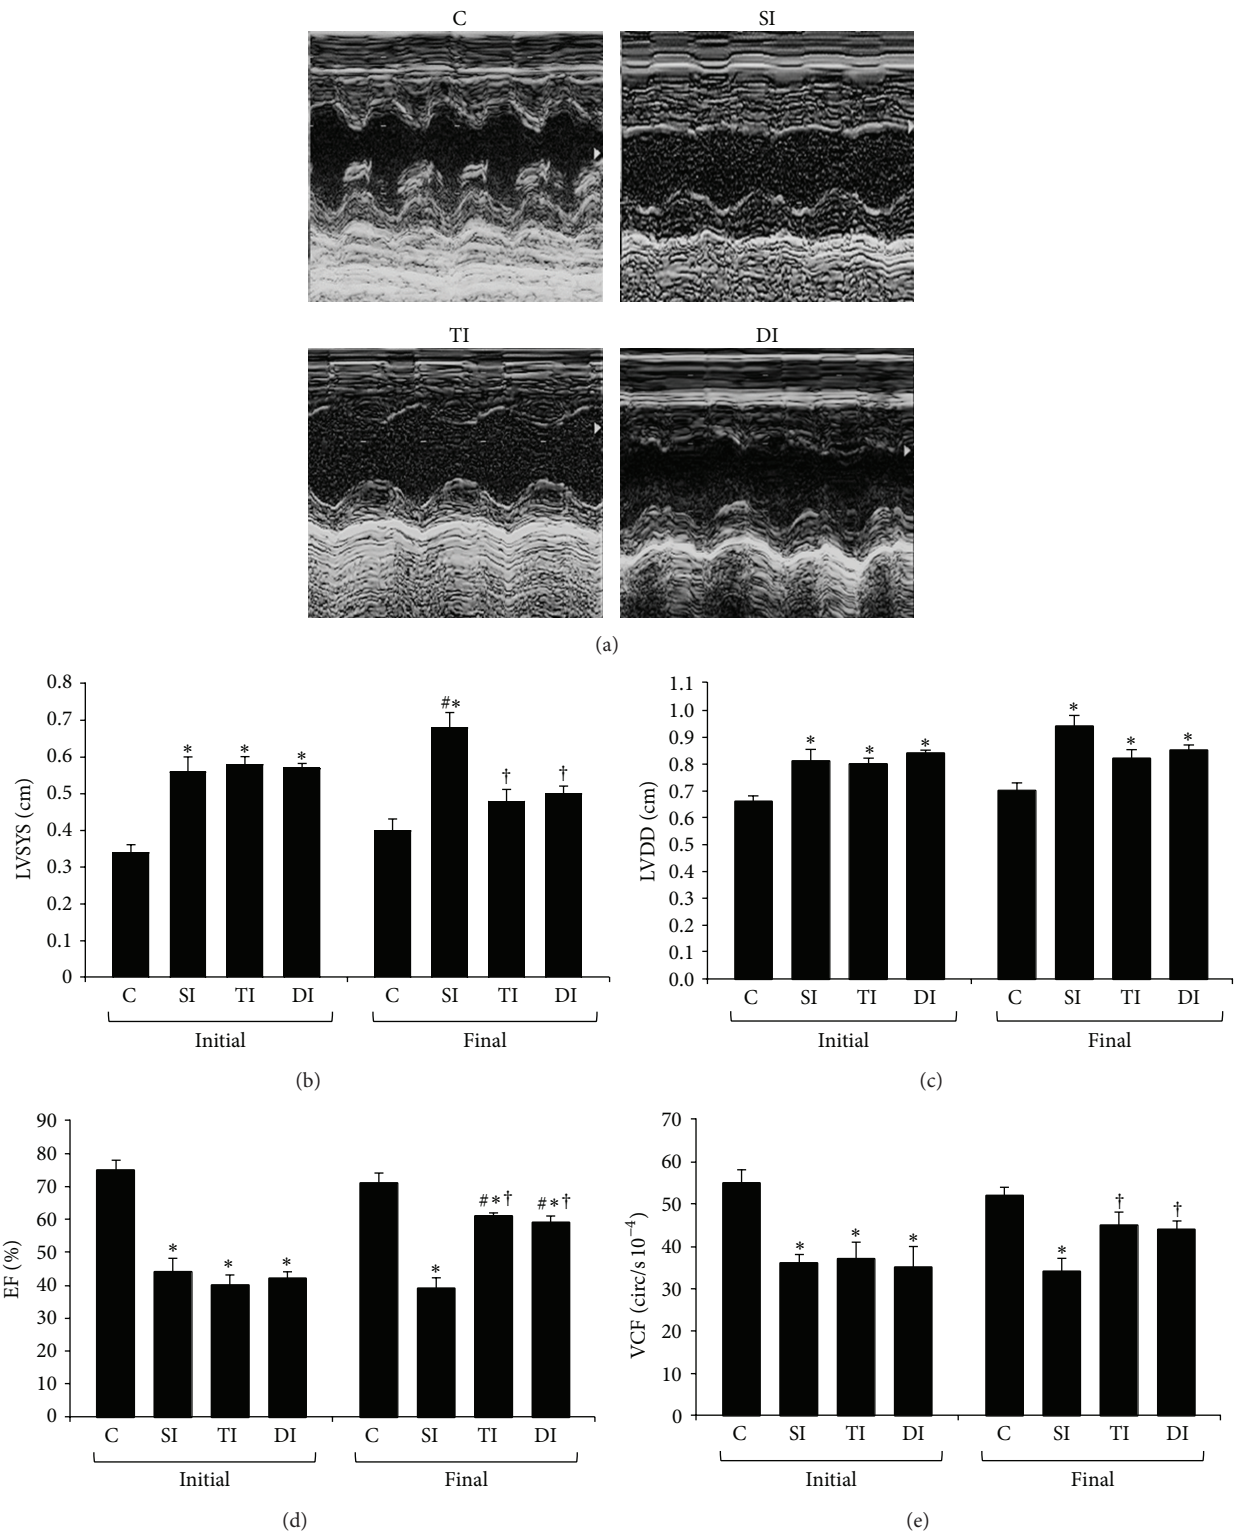 C
SI
TI
DI
(a)
0.8
0.7
0.6
0.5
0.4
0.3
0.2
0.1
0
LVSYS (cm)
* * * #* † †
C SI TI DI C SI TI DI
Initial Final
(b)
1.1
1.0
0.9
0.8
0.7
0.6
0.5
0.4
0.3
0.2
0.1
0.0
LVDD (cm)
* * * * * *
C SI TI DI C SI TI DI
Initial Final
(c)
90
80
70
60
50
40
30
20
10
0
EF (%)
* * * * #*† #*†
C SI TI DI C SI TI DI
Initial Final
(d)
70
60
50
40
30
20
10
0
VCF (circ/s 10⁻⁴)
* * * * † †
C SI TI DI C SI TI DI
Initial Final
(e)